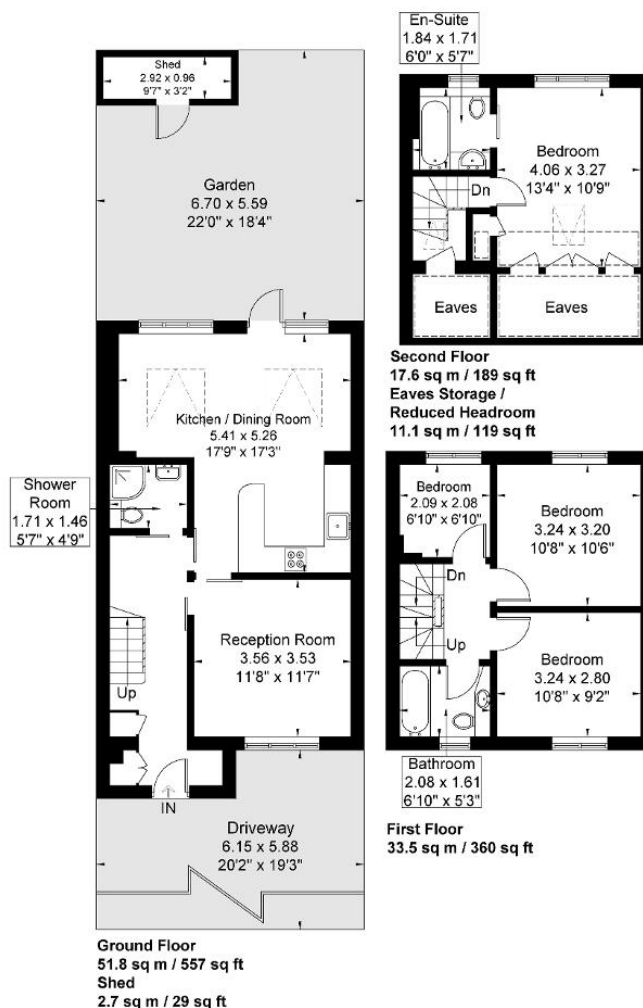 Shed
2.92 x 0.96
9'7" x 3'2"
Garden
6.70 x 5.59
22'0" x 18'4"
Kitchen / Dining Room
5.41 x 5.26
17'9" x 17'3"
Shower
Room
1.71 x 1.46
5'7" x 4'9"
Reception Room
3.56 x 3.53
11'8" x 11'7"
Up
IN
Driveway
6.15 x 5.88
20'2" x 19'3"
Ground Floor
51.8 sq m / 557 sq ft
Shed
2.7 sq m / 29 sq ft
En-Suite
1.84 x 1.71
6'0" x 5'7"
Bedroom
4.06 x 3.27
13'4" x 10'9"
Dn
Eaves
Eaves
Second Floor
17.6 sq m / 189 sq ft
Eaves Storage /
Reduced Headroom
11.1 sq m / 119 sq ft
Bedroom
2.09 x 2.08
6'10" x 6'10"
Bedroom
3.24 x 3.20
10'8" x 10'6"
Dn
Up
Bedroom
3.24 x 2.80
10'8" x 9'2"
Bathroom
2.08 x 1.61
6'10" x 5'3"
First Floor
33.5 sq m / 360 sq ft